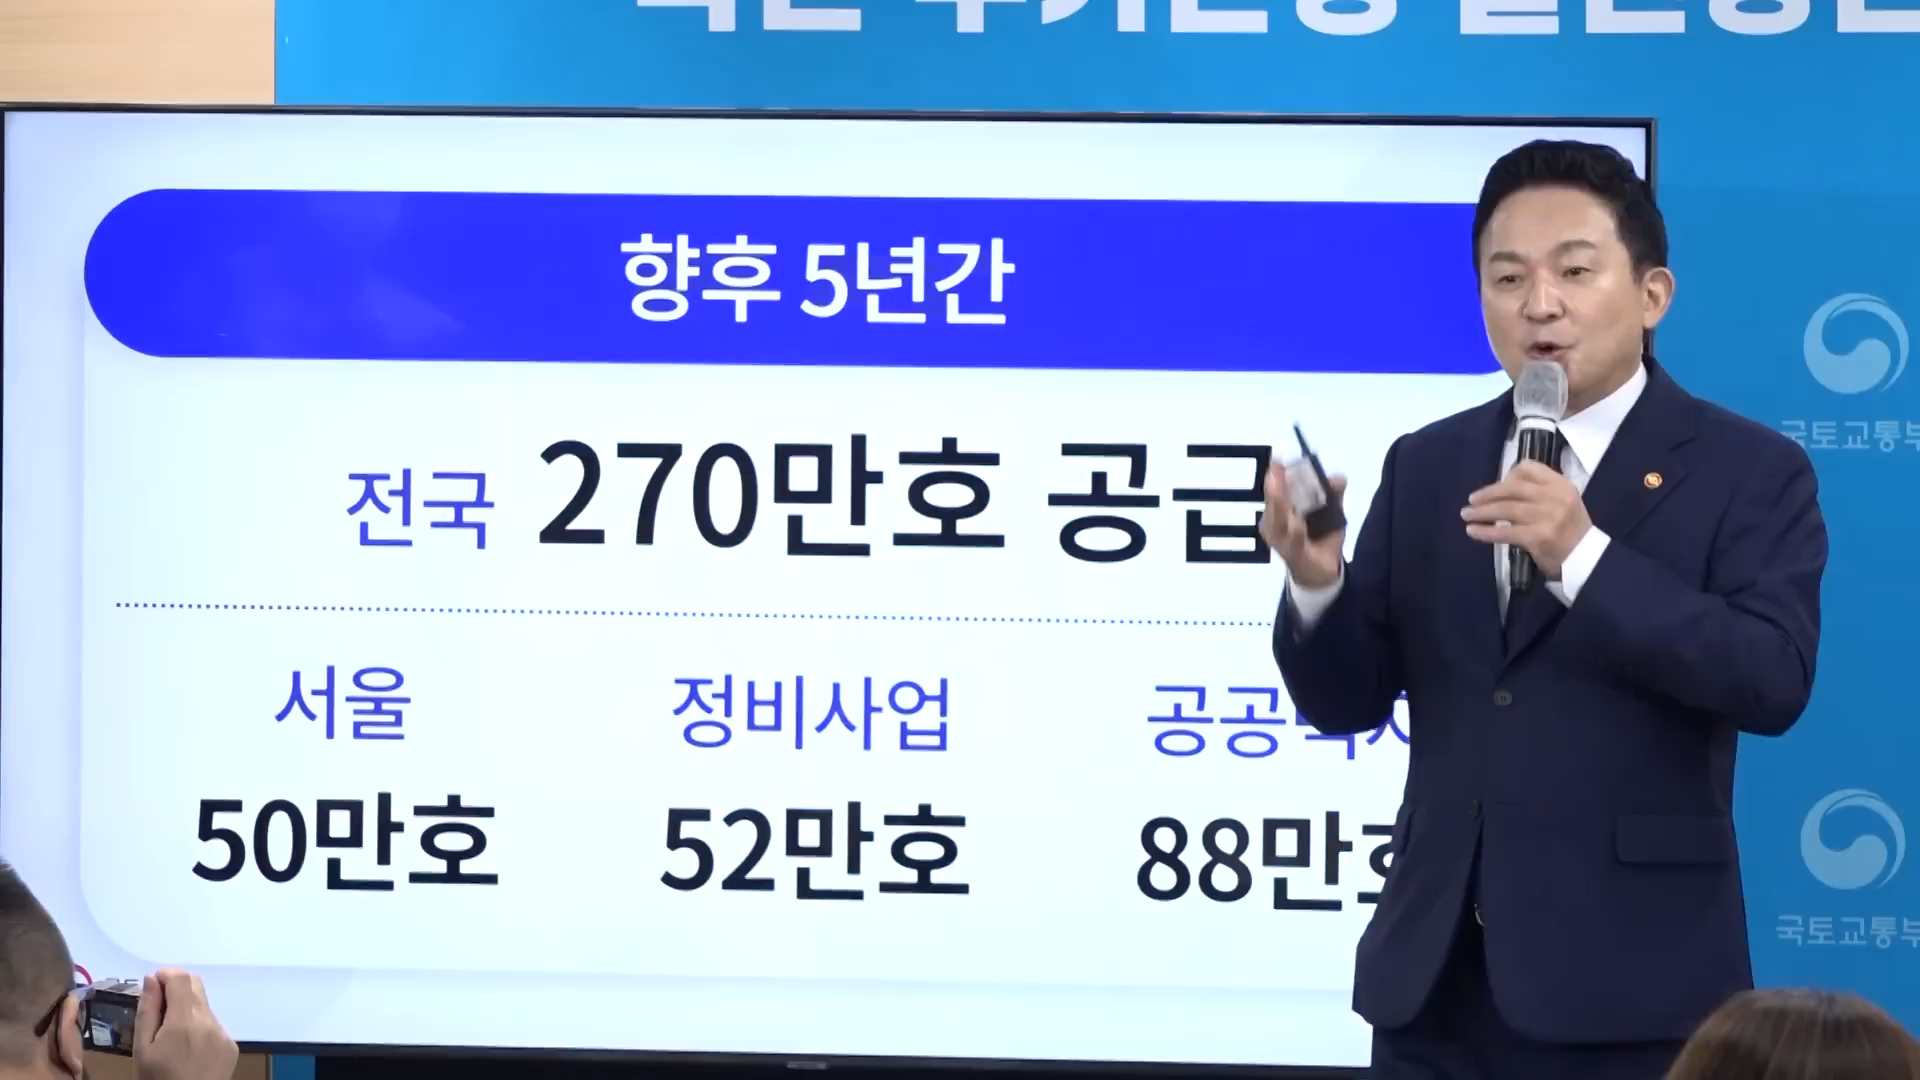 향후 5년간
전국 270만호 공급
서울 정비사업
50만호 52만호 88만호
국토교통부
국토교통부